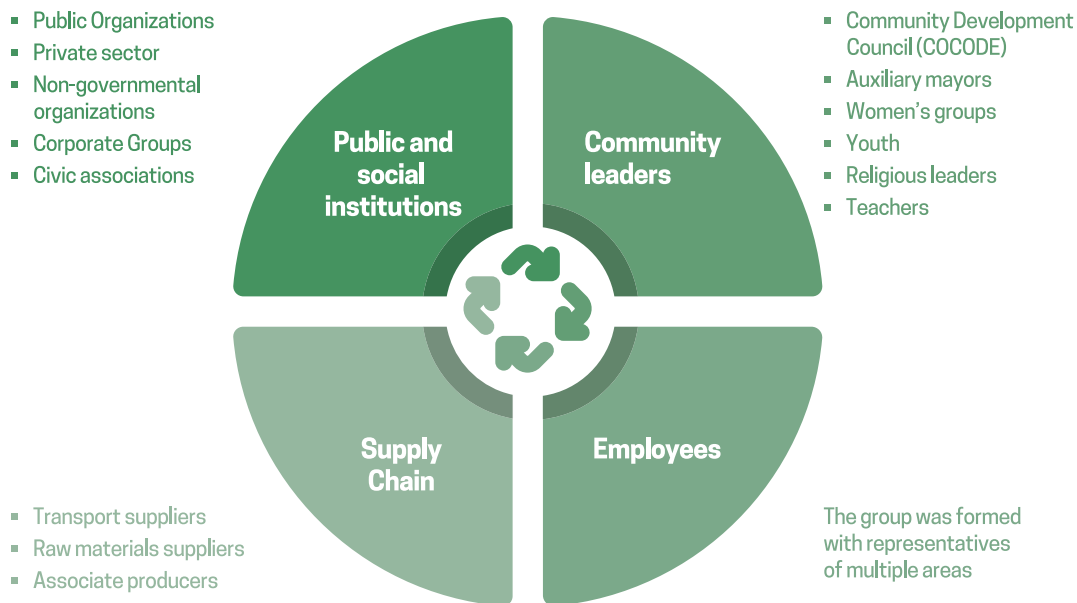 Public Organizations
Private sector
Non-governmental
organizations
Corporate Groups
Civic associations
Public and
social
institutions
Community
leaders
Community Development
Council (COCODE)
Auxiliary mayors
Women's groups
Youth
Religious leaders
Teachers
Supply
Chain
Transport suppliers
Raw materials suppliers
Associate producers
Employees
The group was formed
with representatives
of multiple areas